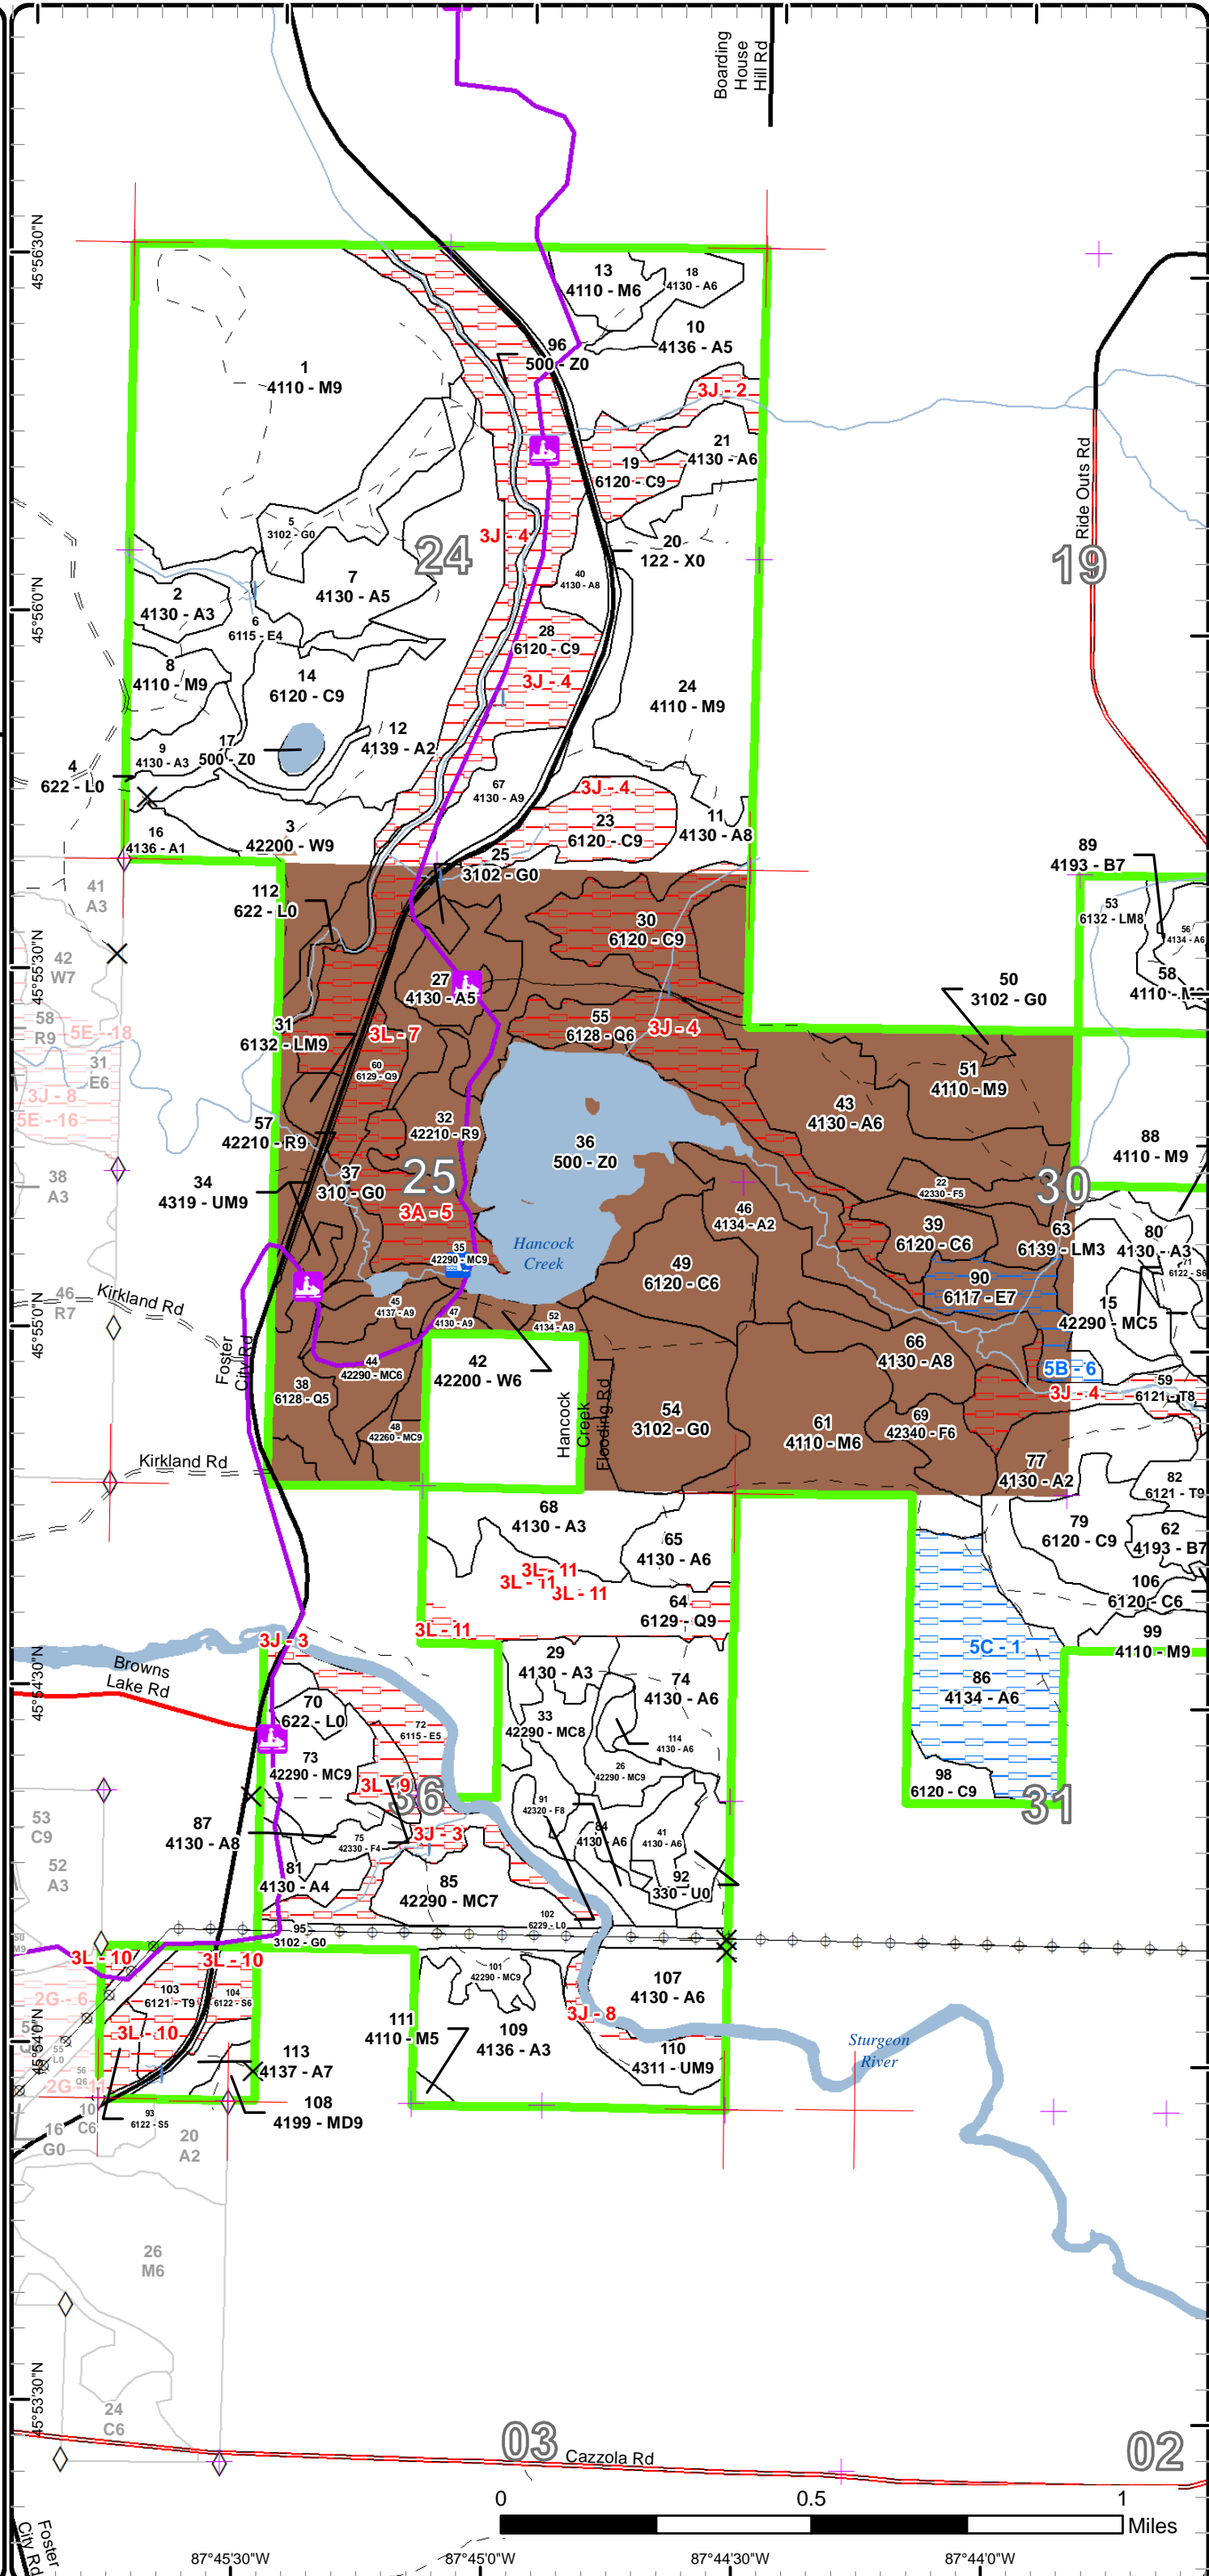 Boarding
House
Hill Rd
45°56'30"N
13
4110 - M6
18
4130 - A6
10
4136 - A5
96
500 - Z0
1
4110 - M9
3J - 2
21
4130 - A6
19
6120 - C9
Ride Outs Rd
5
3102 - G0
3J - 4
24
20
122 - X0
19
7
4130 - A5
40
4130 - A8
2
4130 - A3
45°56'0"N
6
6115 - E4
28
6120 - C9
8
4110 - M9
14
6120 - C9
3J - 4
24
4110 - M9
12
4139 - A2
17
500 - Z0
9
4130 - A3
4
622 - L0
67
4130 - A9
3J - 4
23
6120 - C9
11
4130 - A8
16
4136 - A1
3
42200 - W9
25
3102 - G0
89
4193 - B7
41
A3
112
622 - L0
30
6120 - C9
53
6132 - LM8
56
4134 - A6
42
W7
27
4130 - A5
58
4110 - M9
45°55'30"N
50
3102 - G0
58
R9
5E - 18
31
6132 - LM9
3L - 7
55
6128 - Q6
3J - 4
31
E6
60
6129 - Q9
51
4110 - M9
3J - 8
5E - 16
43
4130 - A6
57
42210 - R9
32
42210 - R9
36
500 - Z0
88
4110 - M9
38
A3
34
4319 - UM9
37
310 - G0
25
3A - 5
22
42330 - F5
30
46
4134 - A2
39
6120 - C6
63
6139 - LM3
80
4130 - A3
71
6122 - S6
Hancock
Creek
35
42290 - MC9
49
6120 - C6
90
6117 - E7
46
R7
Kirkland Rd
45
4137 - A9
47
4130 - A9
52
4134 - A8
15
42290 - MC5
45°55'0"N
Foster
City Rd
44
42290 - MC6
42
42200 - W6
66
4130 - A8
5B - 6
3J - 4
59
6121 - T8
38
6128 - Q5
Hancock
Creek
Flooding Rd
54
3102 - G0
61
4110 - M6
69
42340 - F6
48
42260 - MC9
Kirkland Rd
77
4130 - A2
82
6121 - T9
68
4130 - A3
65
4130 - A6
79
6120 - C9
62
4193 - B7
3L - 11
3L - 11
3L - 11
106
6120 - C6
64
6129 - Q9
3L - 11
3J - 3
99
4110 - M9
Browns
Lake Rd
29
4130 - A3
74
4130 - A6
5C - 1
86
4134 - A6
45°54'30"N
70
622 - L0
72
6115 - E5
33
42290 - MC8
114
4130 - A6
73
42290 - MC9
26
42290 - MC9
98
6120 - C9
3L - 9
36
31
53
C9
87
4130 - A8
75
42330 - F4
3J - 3
91
42320 - F8
84
4130 - A6
41
4130 - A6
52
A3
81
4130 - A4
85
42290 - MC7
92
330 - U0
102
6229 - L0
95
3102 - G0
50
M9
3L - 10
3L - 10
101
42290 - MC9
107
4130 - A6
2G - 6
103
6121 - T9
104
6122 - S6
3L - 10
111
4110 - M5
109
4136 - A3
3J - 8
110
4311 - UM9
Sturgeon
River
45°54'0"N
55
L0
56
Q6
2G - 11
113
4137 - A7
108
4199 - MD9
10
C6
93
6122 - S5
16
G0
20
A2
26
M6
45°53'30"N
24
C6
03
Cazzola Rd
02
0
0.5
1
Miles
Foster
City Rd
87°45'30"W
87°45'0"W
87°44'30"W
87°44'0"W